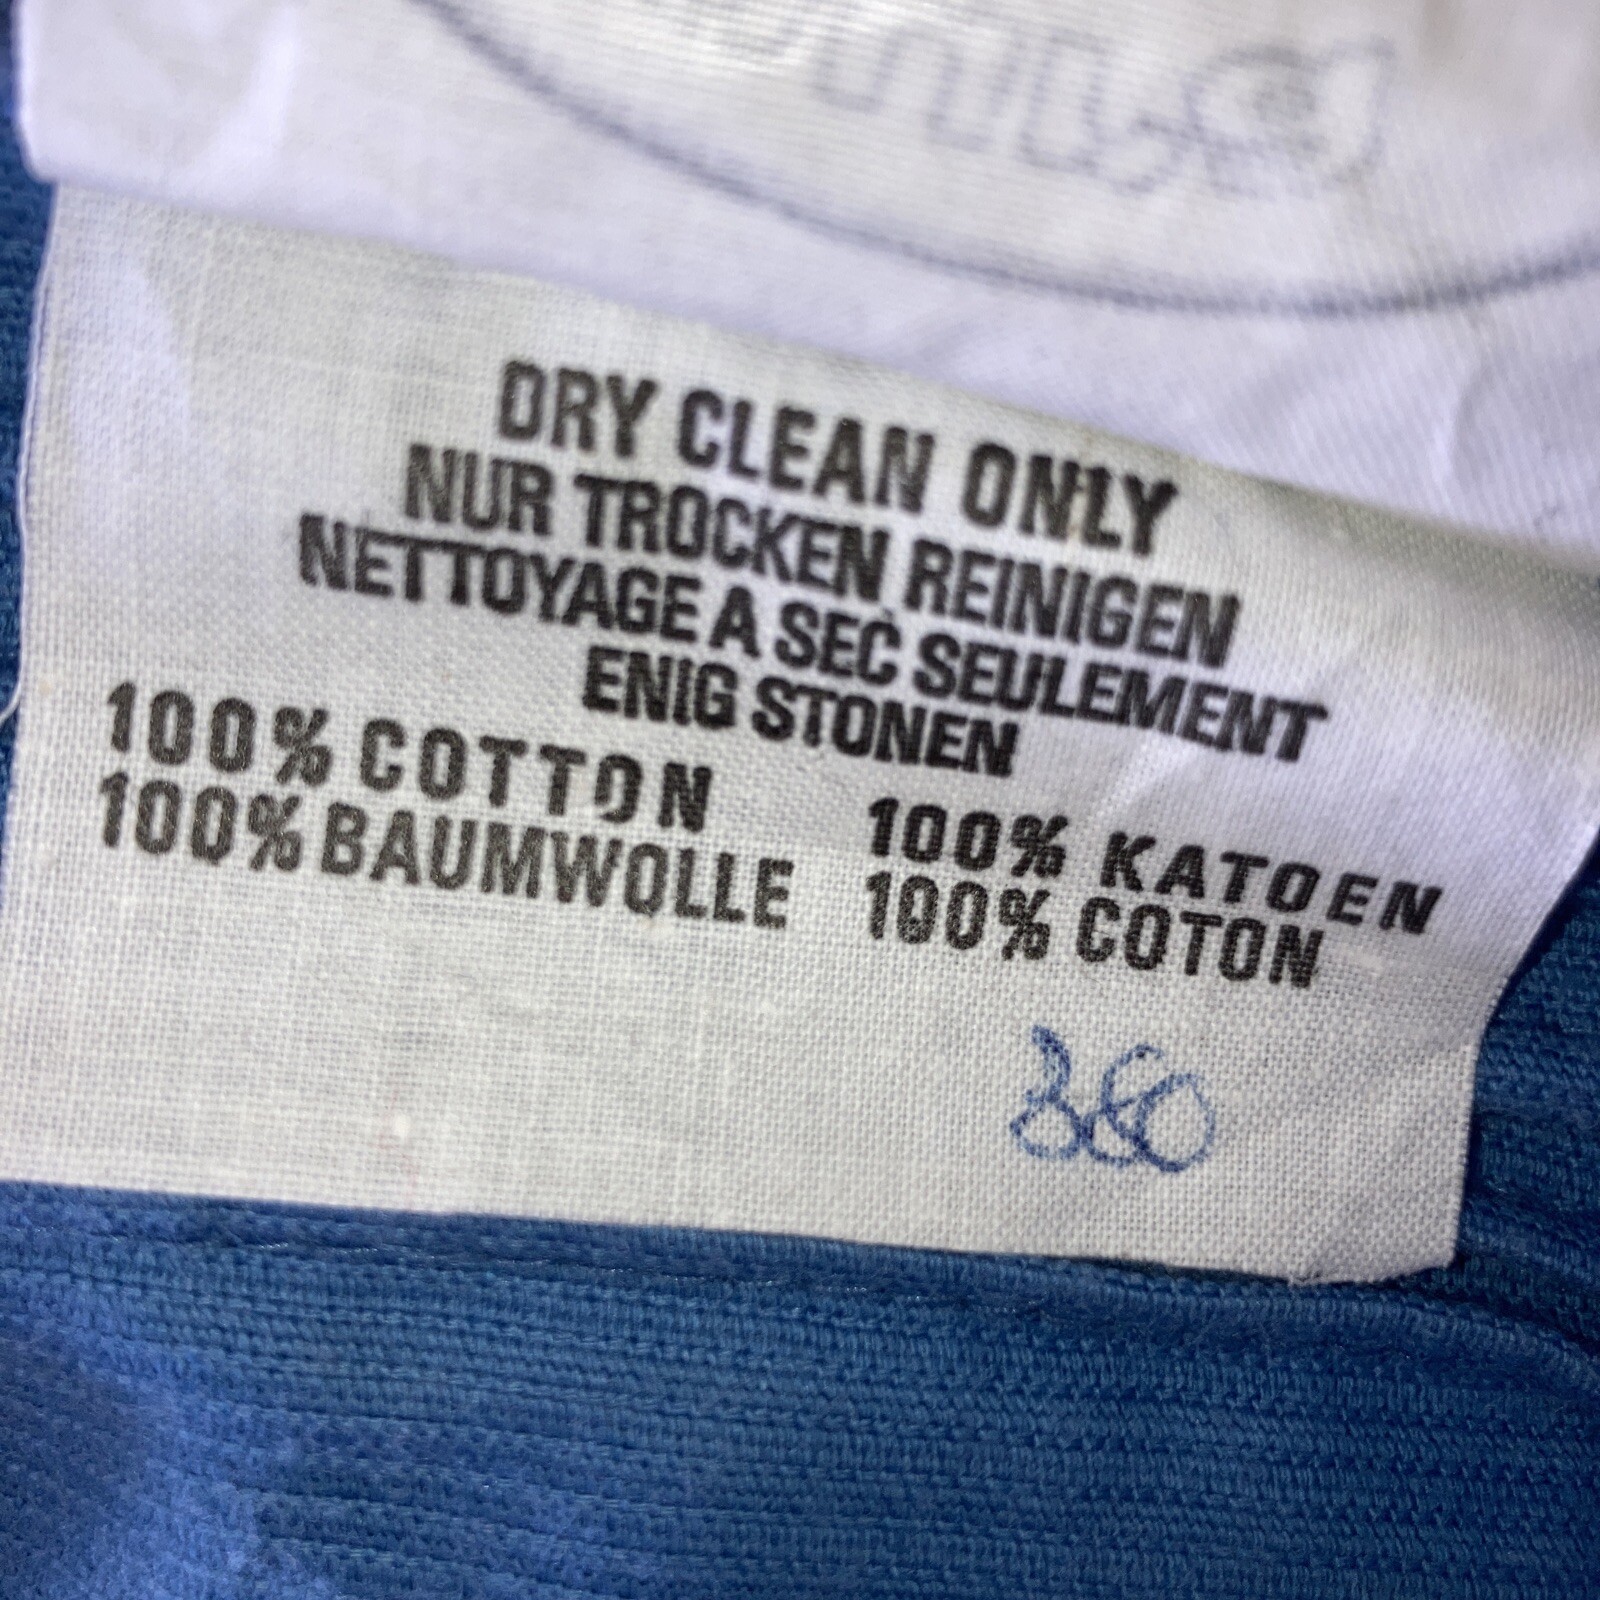 DRY CLEAN ONLY
NUR TROCKEN REINIGEN
NETTOYAGE A SEC SEULEMENT
ENIG STONEN
100% COTTON
100% BAUMWOLLE
100% KATOEN
100% COTON
360